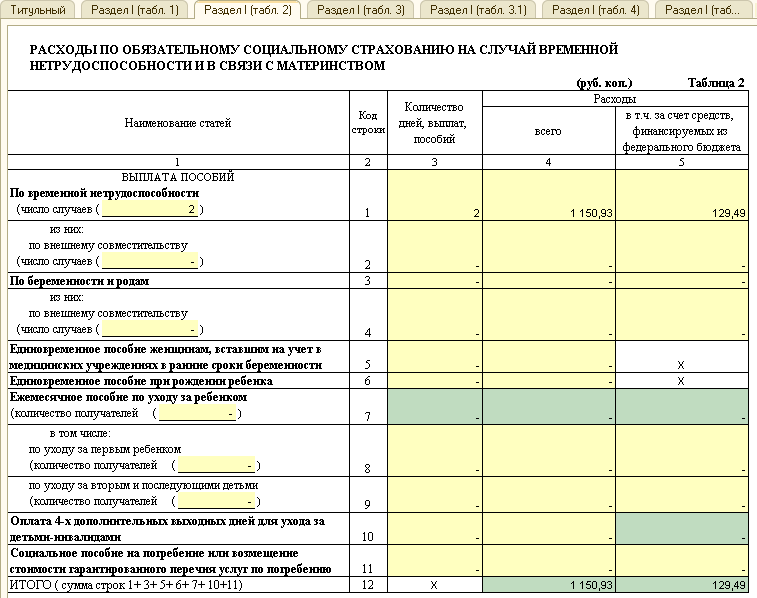 Титульный Раздел I (табл. 1) Раздел I (табл. 2) Раздел I (табл. 3) Раздел I (табл. 3.1) Раздел I (табл. 4) Раздел I (таб...
РАСХОДЫ ПО ОБЯЗАТЕЛЬНОМУ СОЦИАЛЬНОМУ СТРАХОВАНИЮ НА СЛУЧАЙ ВРЕМЕННОЙ
НЕТРУДОСПОСОБНОСТИ И В СВЯЗИ С МАТЕРИНСТВОМ
(руб. коп.) Таблица 2
Наименование статей
Код
строки
Количество
дней, выплат,
пособий
Расходы
всего
в т.ч. за счет средств,
финансируемых из
федерального бюджета
1 2 3 4 5
ВЫПЛАТА ПОСОБИЙ
По временной нетрудоспособности
(число случаев ( 2 ) 1 2 1 150,93 129,49
из них:
по внешнему совместительству
(число случаев ( - ) 2 - - -
По беременности и родам 3 - - -
из них:
по внешнему совместительству
(число случаев ( - ) 4 - - -
Единовременное пособие женщинам, вставшим на учет в
медицинских учреждениях в ранние сроки беременности 5 - - X
Единовременное пособие при рождении ребенка 6 - - X
Ежемесячное пособие по уходу за ребенком
(количество получателей ( - ) 7 - - -
в том числе:
по уходу за первым ребенком
(количество получателей ( - ) 8 - - -
по уходу за вторым и последующими детьми
(количество получателей ( - ) 9 - - -
Оплата 4-х дополнительных выходных дней для ухода за
детьми-инвалидами 10 - - -
Социальное пособие на погребение или возмещение
стоимости гарантированного перечня услуг по погребению 11 - - -
ИТОГО ( сумма строк 1+ 3+ 5+ 6+ 7+ 10+11) 12 X 1 150,93 129,49